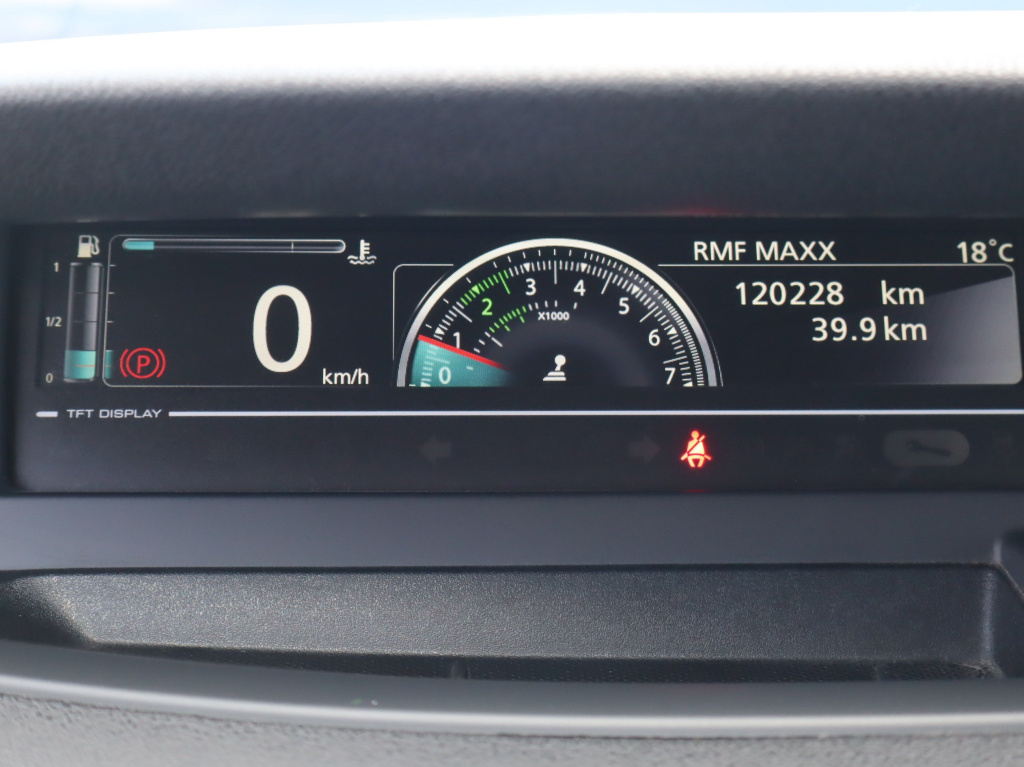 RMF MAXX 18°C
1
1/2
0
0
km/h
0 1 2 3 4 5 6 7
X1000
120228 km
39.9 km
P
TFT DISPLAY